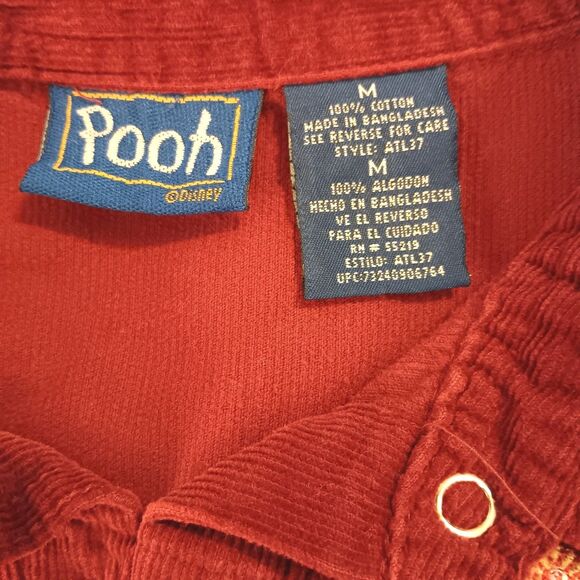 Pooh
©Disney
M
100% COTTON
MADE IN BANGLADESH
SEE REVERSE FOR CARE
STYLE: ATL37
M
100% ALGODON
HECHO EN BANGLADESH
VE EL REVERSO
PARA EL CUIDADO
RN # 55219
ESTILO: ATL37
UPC:73240906764